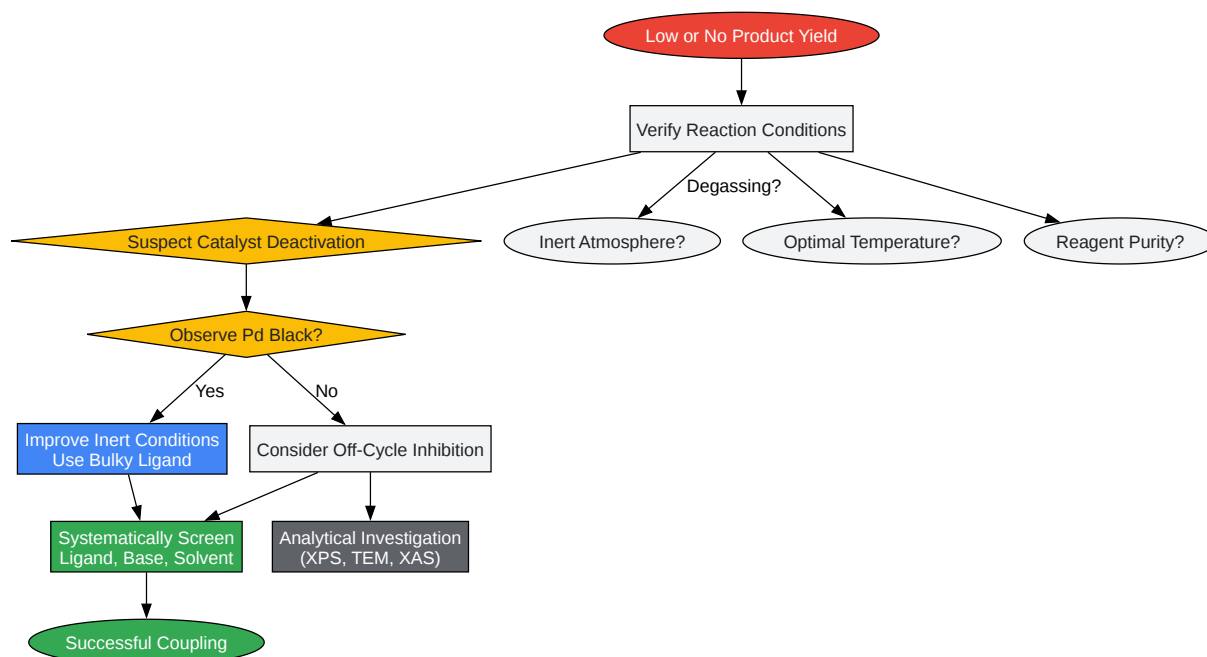 Low or No Product Yield
Verify Reaction Conditions
Degassing?
Suspect Catalyst Deactivation
Inert Atmosphere?
Optimal Temperature?
Reagent Purity?
Observe Pd Black?
Yes
No
Improve Inert Conditions
Use Bulky Ligand
Consider Off-Cycle Inhibition
Systematically Screen
Ligand, Base, Solvent
Analytical Investigation
(XPS, TEM, XAS)
Successful Coupling